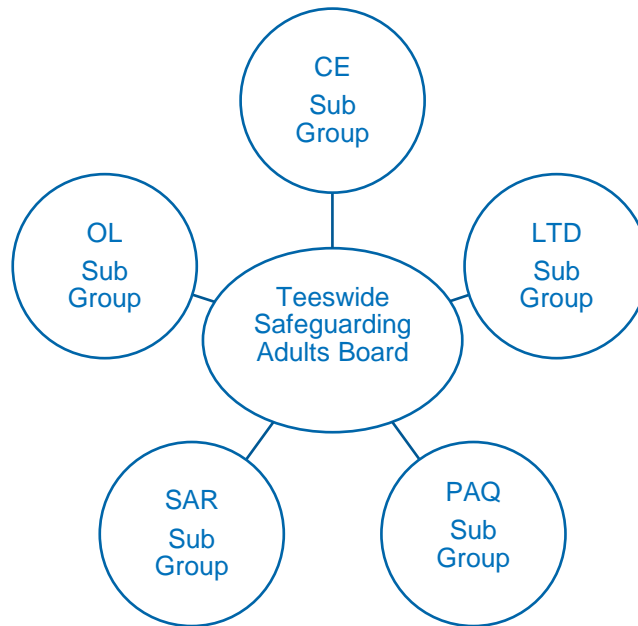 CE
Sub
Group
OL
Sub
Group
LTD
Sub
Group
Teeswide
Safeguarding
Adults Board
SAR
Sub
Group
PAQ
Sub
Group